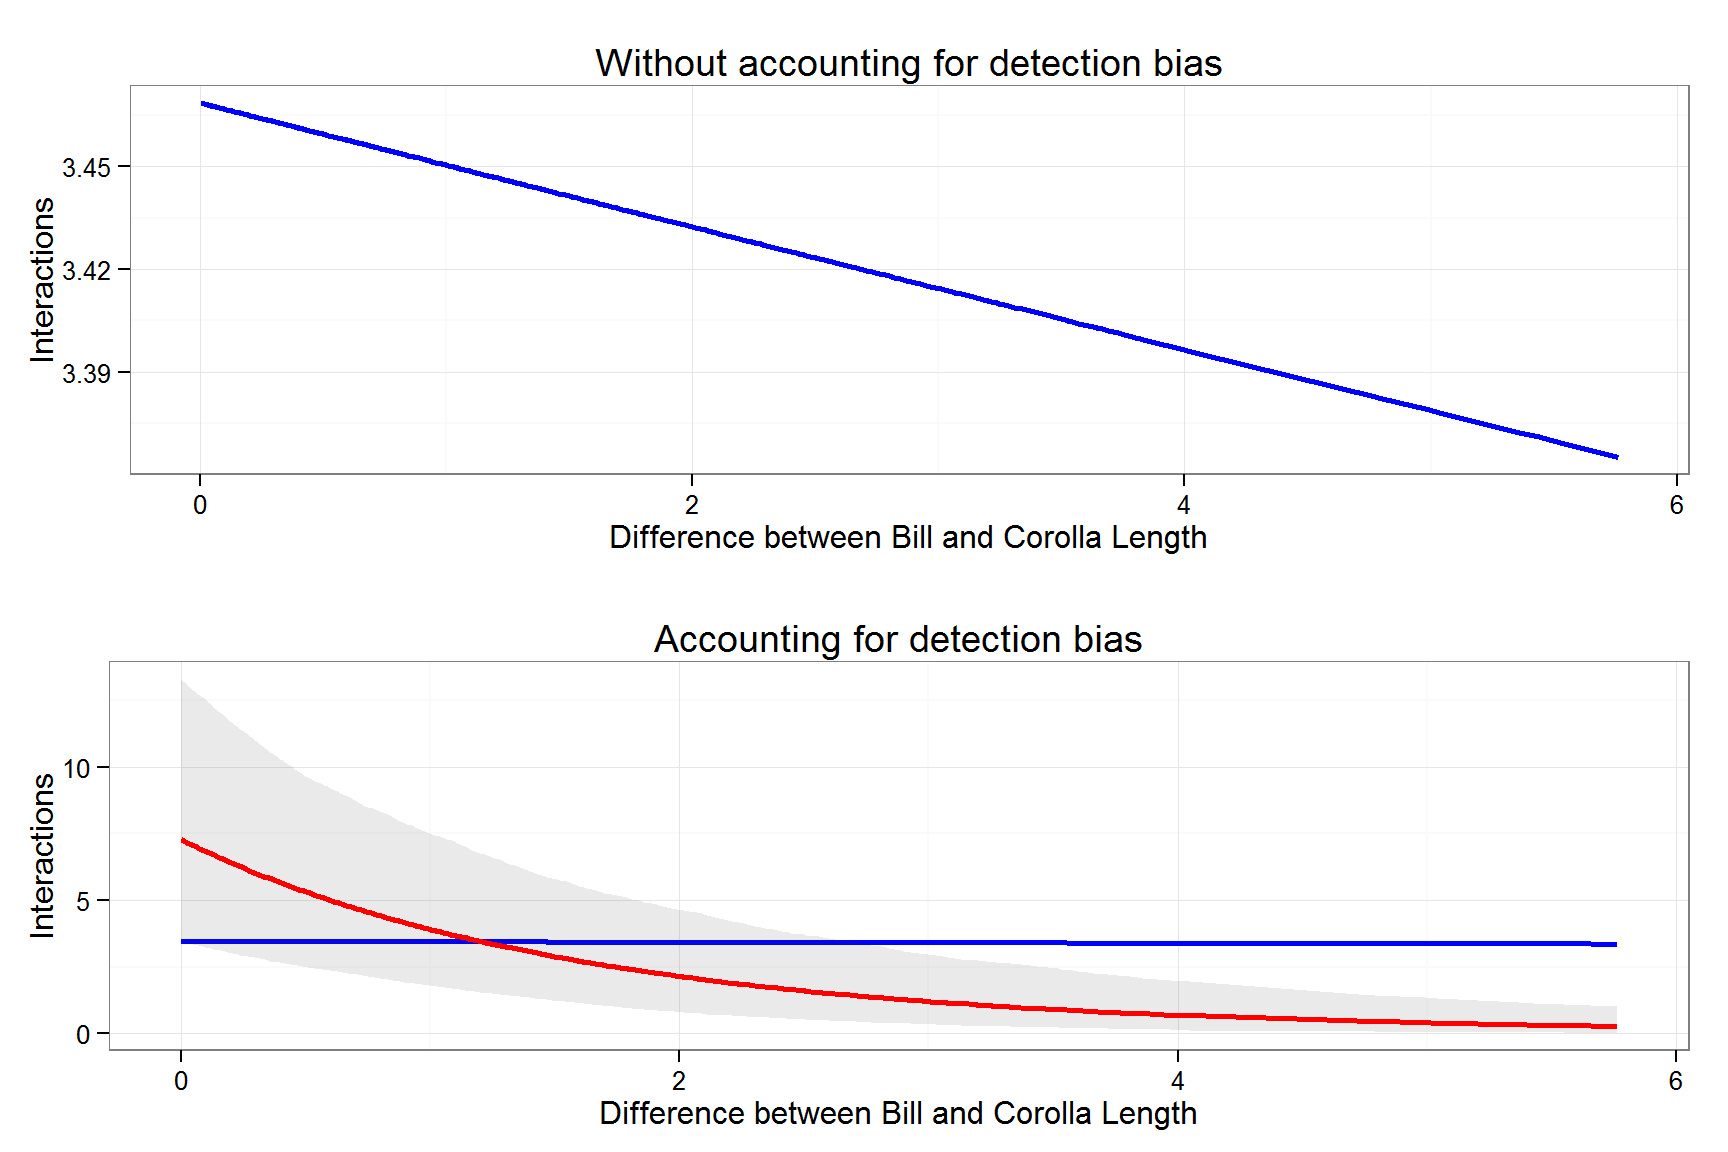 Without accounting for detection bias
3.45
3.42
3.39
Interactions
0 2 4 6
Difference between Bill and Corolla Length
Accounting for detection bias
10
5
0
Interactions
0 2 4 6
Difference between Bill and Corolla Length